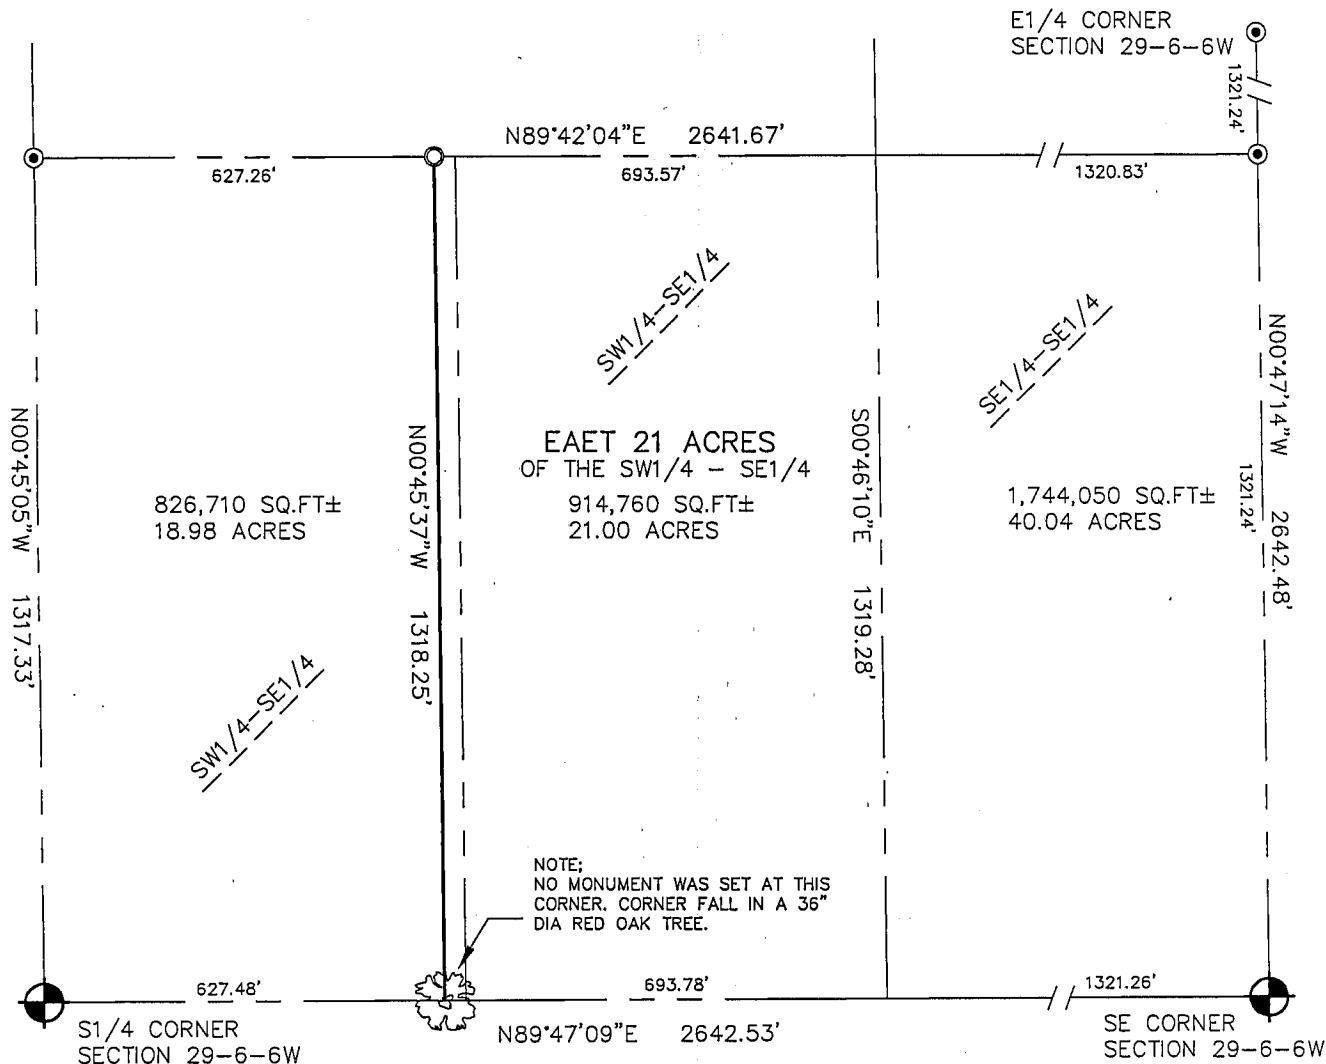 E1/4 CORNER
SECTION 29-6-6W
1321.24'
N89°42'04"E 2641.67'
627.26'
693.57'
1320.83'
SW1/4-SE1/4
SE1/4-SE1/4
N00°45'05"W 1317.33'
N00°45'37"W 1318.25'
EAET 21 ACRES
OF THE SW1/4 - SE1/4
914,760 SQ.FT±
21.00 ACRES
826,710 SQ.FT±
18.98 ACRES
S00°46'10"E 1319.28'
1,744,050 SQ.FT±
40.04 ACRES
1321.24'
N00°47'14"W 2642.48'
SW1/4-SE1/4
NOTE;
NO MONUMENT WAS SET AT THIS
CORNER. CORNER FALL IN A 36"
DIA RED OAK TREE.
627.48'
693.78'
1321.26'
S1/4 CORNER
SECTION 29-6-6W
N89°47'09"E 2642.53'
SE CORNER
SECTION 29-6-6W